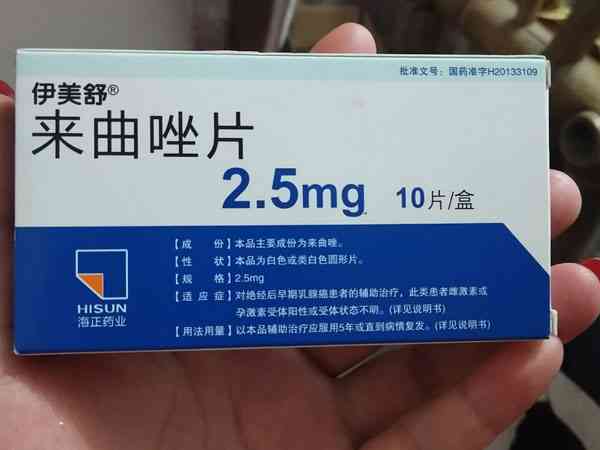 批准文号：国药准字H20133109
伊美舒®
来曲唑片
2.5mg 10片/盒
【成 份】本品主要成份为来曲唑。
【性 状】本品为白色或类白色圆形片。
【规 格】2.5mg
【适 应 症】对绝经后早期乳腺癌患者的辅助治疗，此类患者雌激素或
孕激素受体阳性或受体状态不明。(详见说明书)
【用法用量】以本品辅助治疗应服用5年或直到病情复发。(详见说明书)
HISUN
海正药业